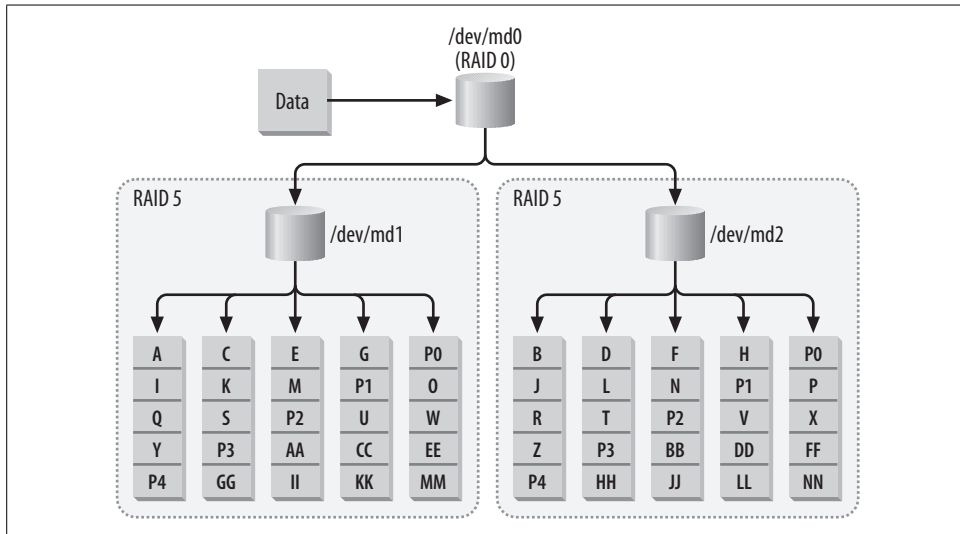 /dev/md0
(RAID 0)
Data
RAID 5
/dev/md1
A C E G P0
I K M P1 O
Q S P2 U W
Y P3 AA CC EE
P4 GG II KK MM
RAID 5
/dev/md2
B D F H P0
J L N P1 P
R T P2 V X
Z P3 BB DD FF
P4 HH JJ LL NN